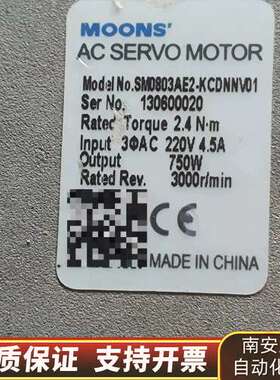 MOONS'
AC SERVO MOTOR
Model No.SM0803AE2-KCDNNV01
Ser No. 130600020
Rated Torque 2.4 N·m
Input 3ΦAC 220V 4.5A
Output 750W
Rated Rev. 3000r/min
CE
MADE IN CHINA
质保证 支持开票
南安
自动化